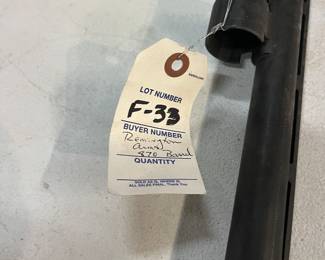 LOT NUMBER
F-33
BUYER NUMBER
Remington
Arms
870 Barrel
QUANTITY
SOLD AS IS, WHERE IS.
ALL SALES FINAL. Thank You